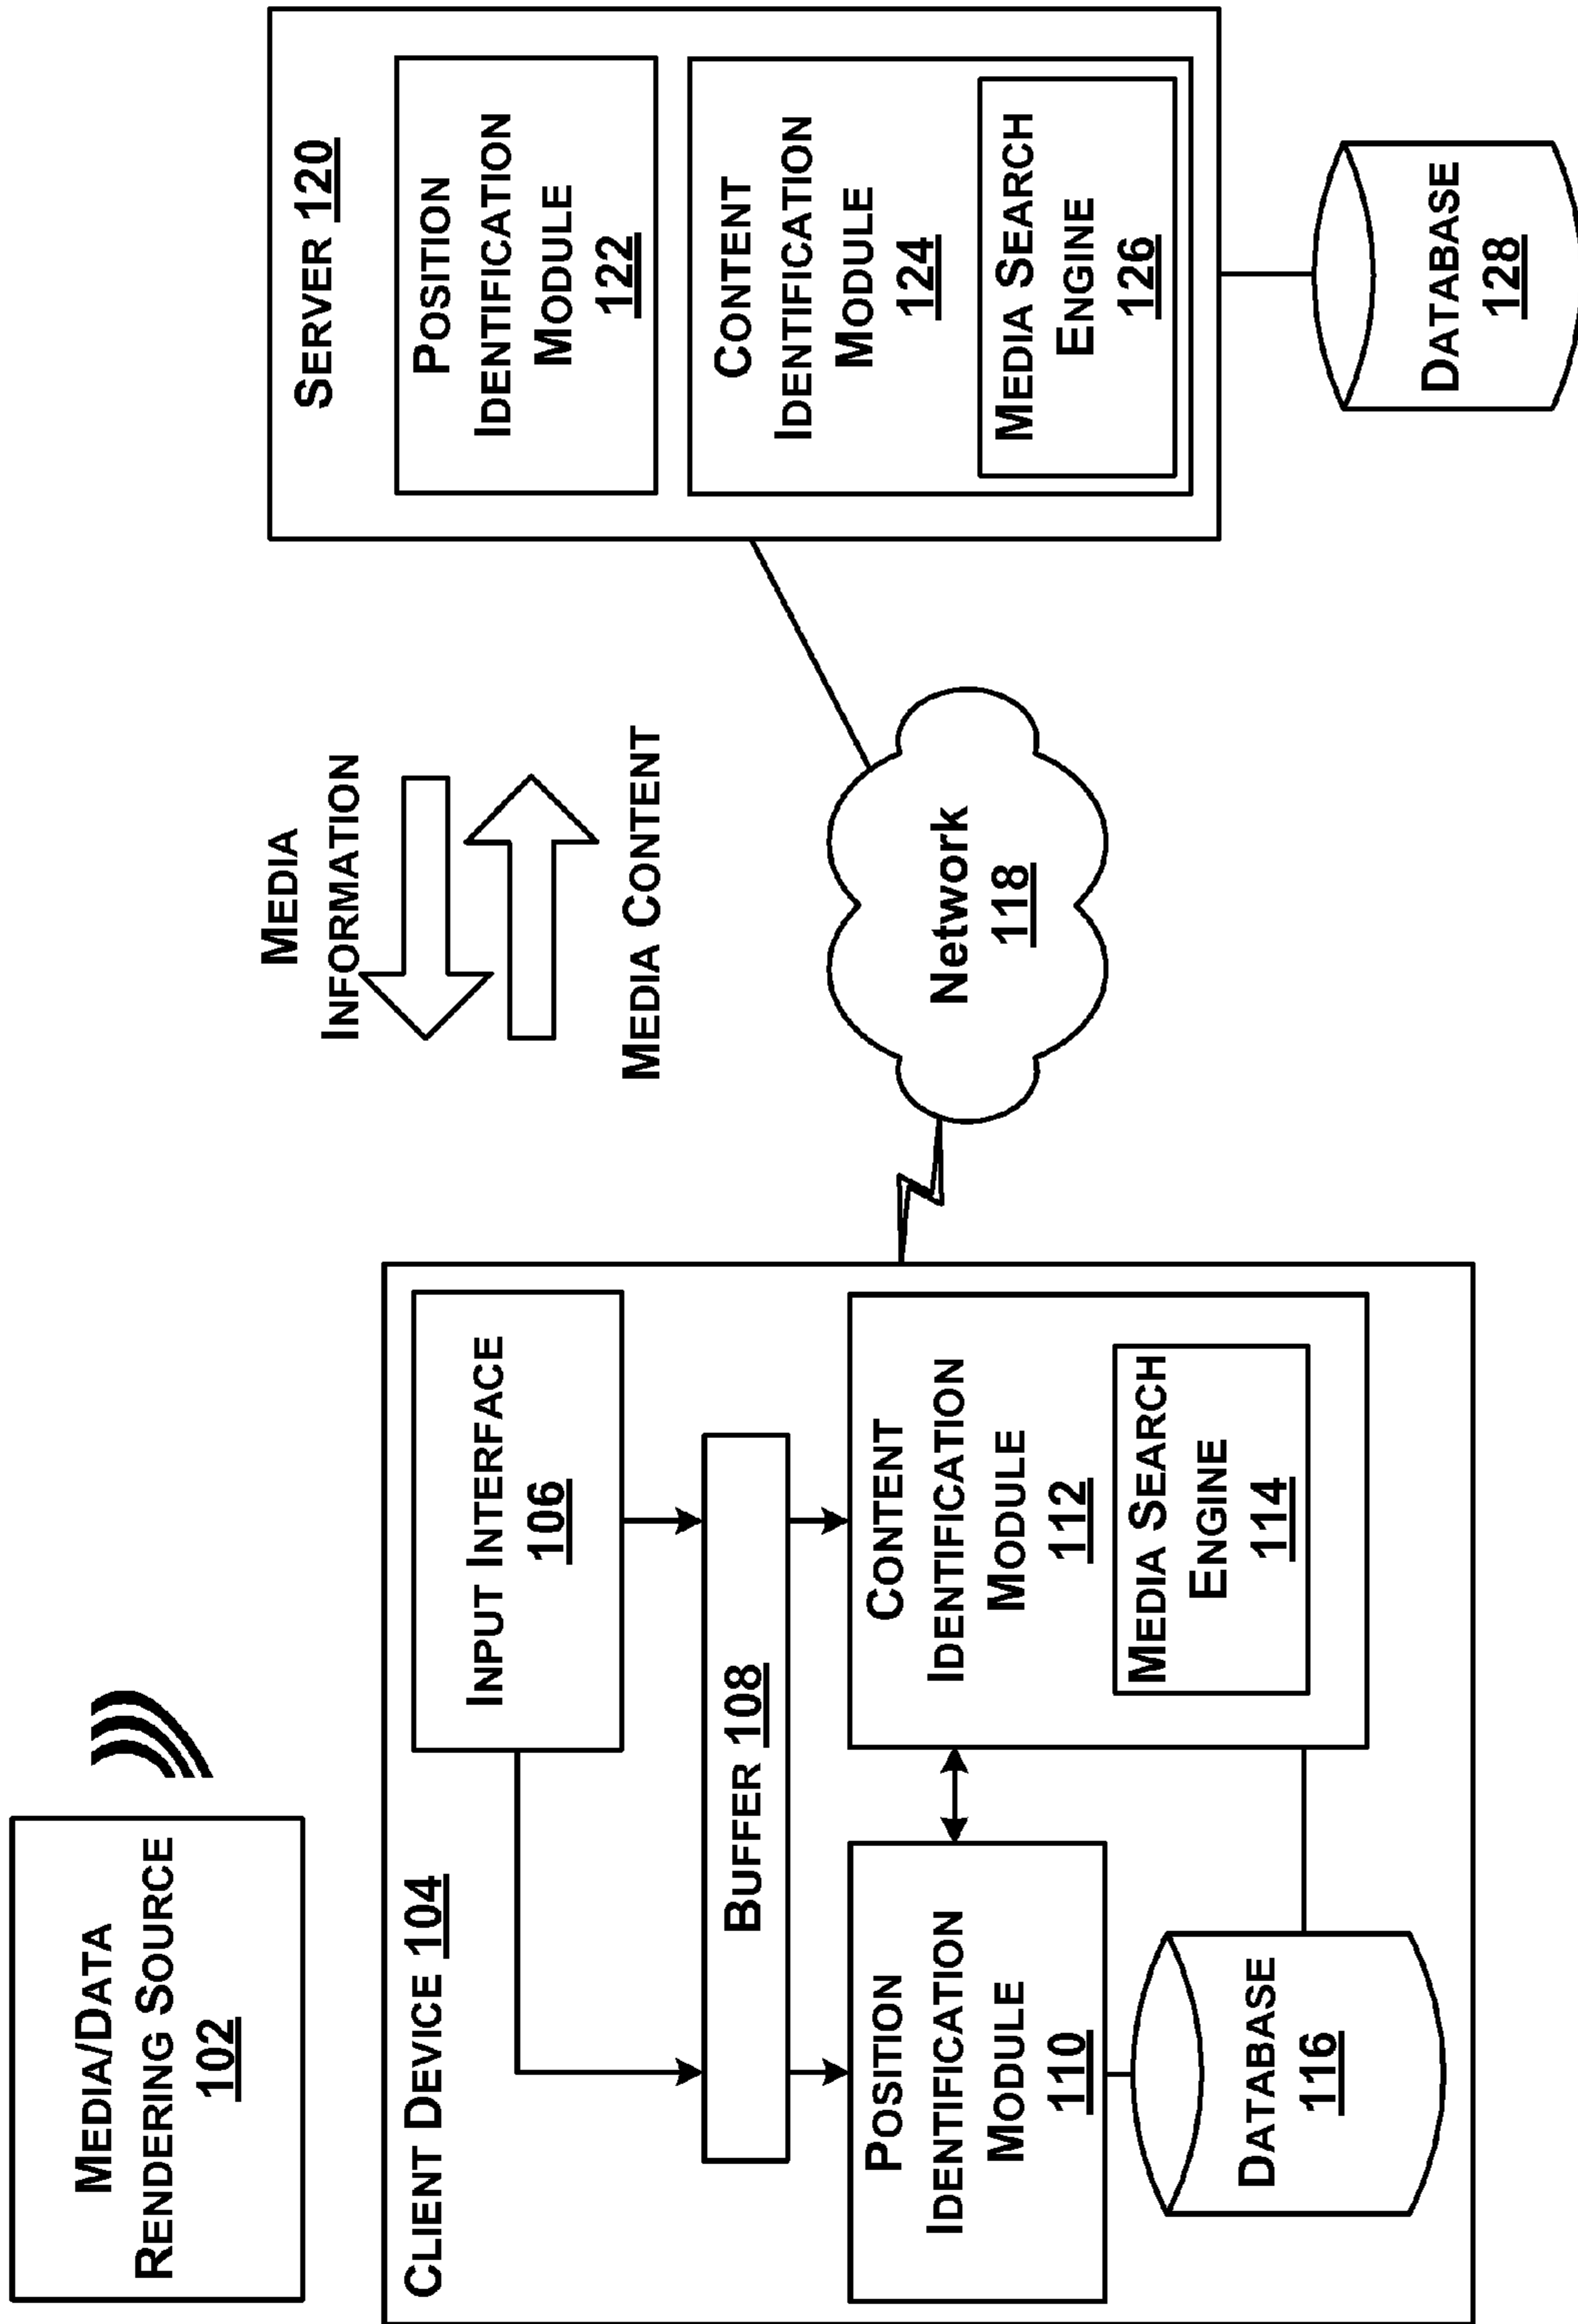 MEDIA/DATA
RENDERING SOURCE
102
CLIENT DEVICE 104
INPUT INTERFACE
106
BUFFER 108
POSITION
IDENTIFICATION
MODULE
110
CONTENT
IDENTIFICATION
MODULE
112
MEDIA SEARCH
ENGINE
114
DATABASE
116
MEDIA
INFORMATION
MEDIA CONTENT
Network
118
SERVER 120
POSITION
IDENTIFICATION
MODULE
122
CONTENT
IDENTIFICATION
MODULE
124
MEDIA SEARCH
ENGINE
126
DATABASE
128